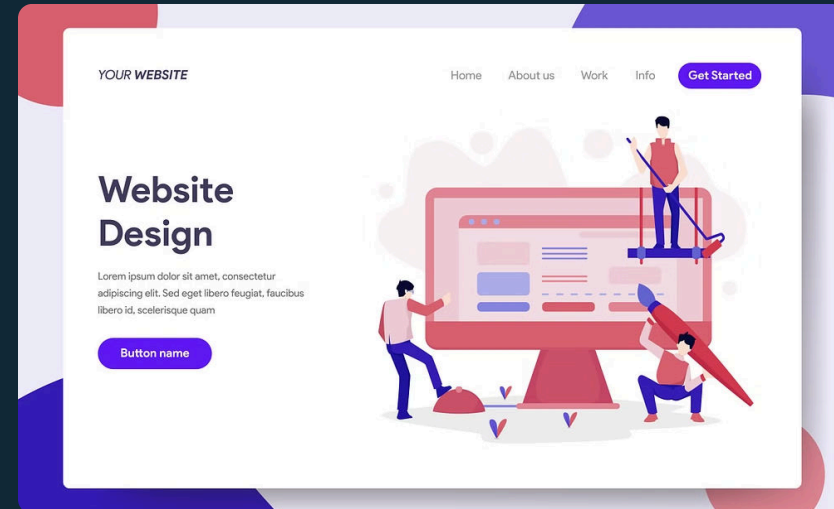 YOUR WEBSITE
Home About us Work Info Get Started
Website
Design
Lorem ipsum dolor sit amet, consectetur
adipiscing elit. Sed eget libero feugiat, faucibus
libero id, scelerisque quam
Button name